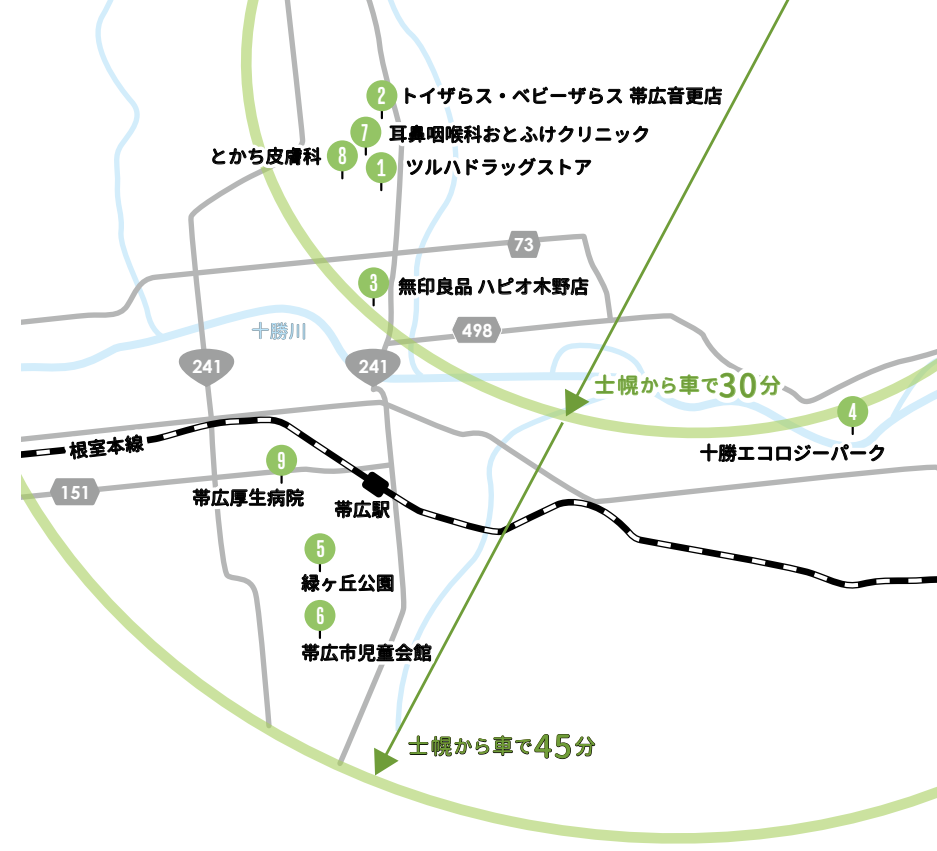 2 トイザらス・ベビーザらス 帯広音更店
7 耳鼻咽喉科おとふけクリニック
とかち皮膚科 8
1 ツルハドラッグストア
73
3 無印良品 ハピオ木野店
十勝川
498
241
241
士幌から車で30分
4
十勝エコロジーパーク
根室本線
9
帯広厚生病院
151
帯広駅
5
緑ヶ丘公園
6
帯広市児童会館
士幌から車で45分